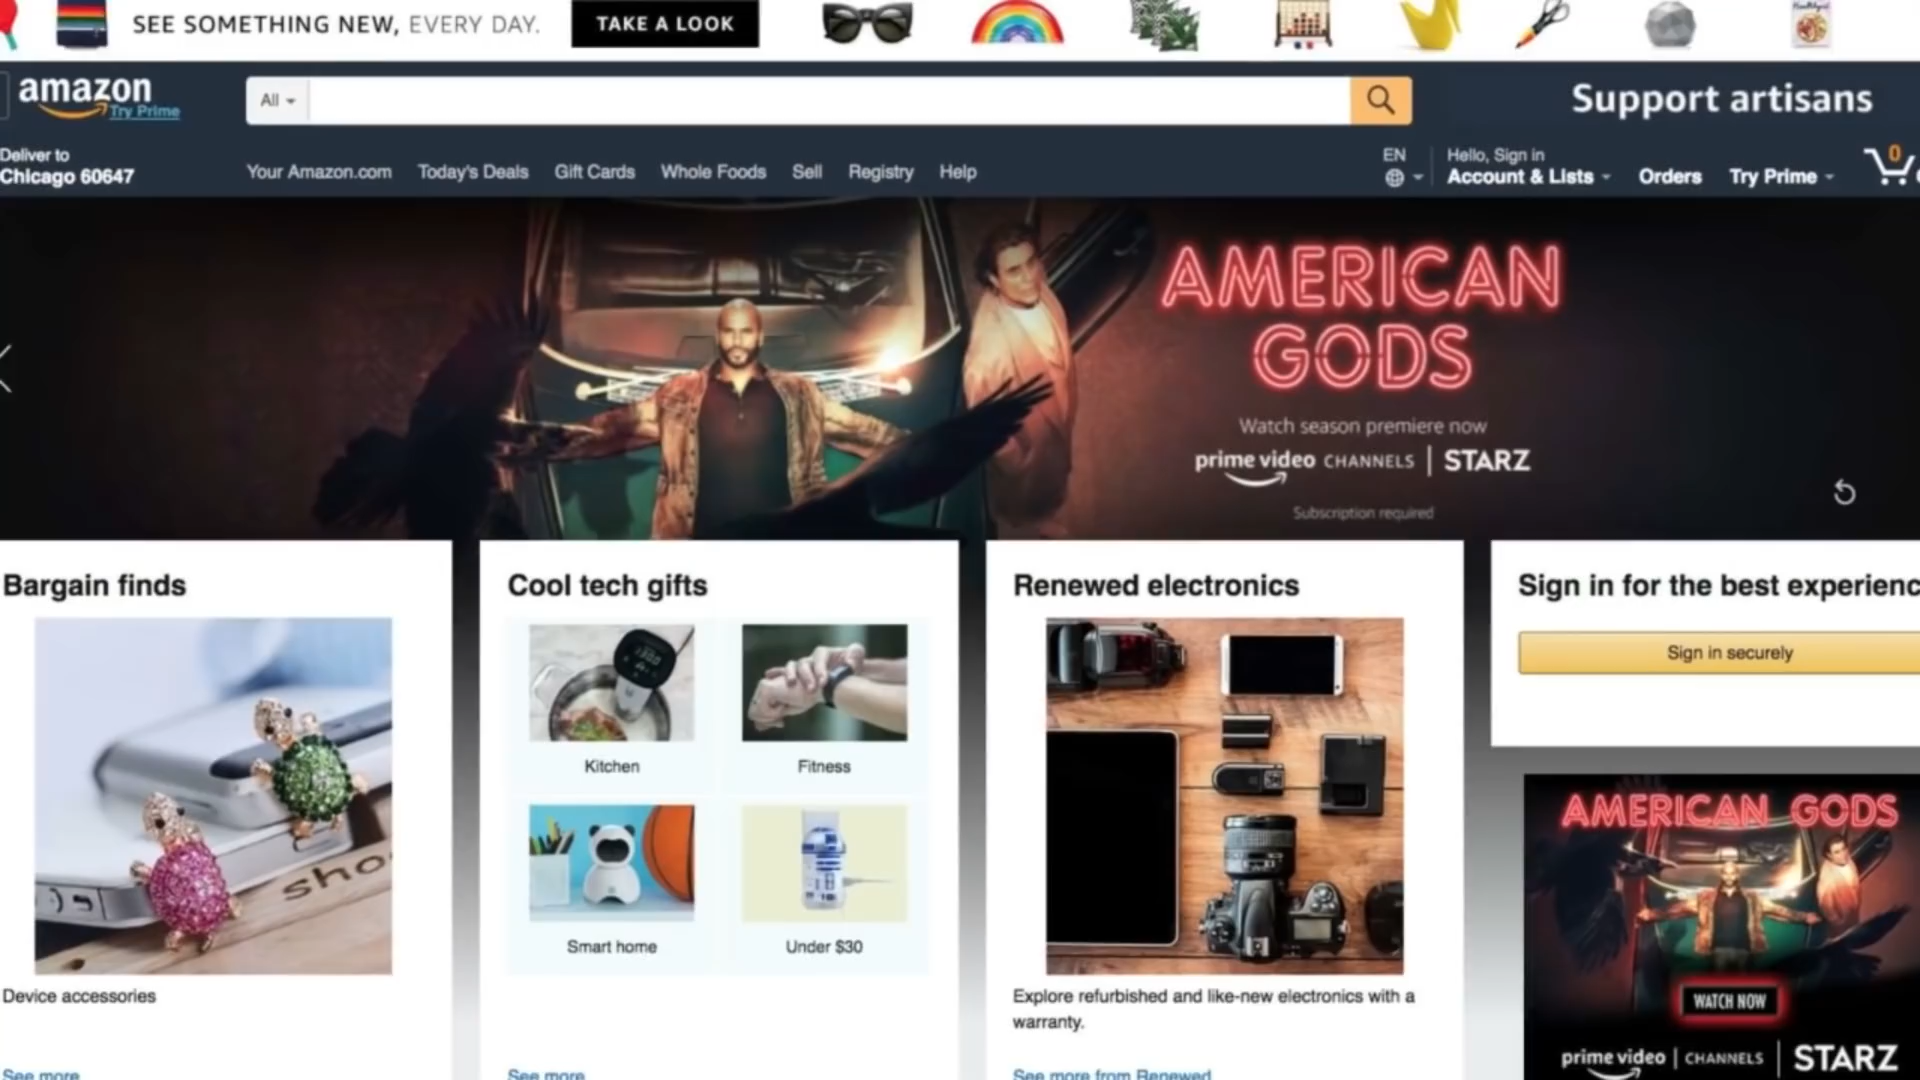 SEE SOMETHING NEW, EVERY DAY. TAKE A LOOK
amazon
Try Prime
All
Support artisans
Deliver to
Chicago 60647
Your Amazon.com Today's Deals Gift Cards Whole Foods Sell Registry Help
EN
Hello, Sign in
Account & Lists
Orders
Try Prime
0
AMERICAN
GODS
Watch season premiere now
prime video CHANNELS | STARZ
Subscription required
Bargain finds
sho
Device accessories
See more
Cool tech gifts
Kitchen
Fitness
Smart home
Under $30
See more
Renewed electronics
Explore refurbished and like-new electronics with a
warranty.
See more from Renewed
Sign in for the best experienc
Sign in securely
AMERICAN GODS
WATCH NOW
prime video | CHANNELS | STARZ